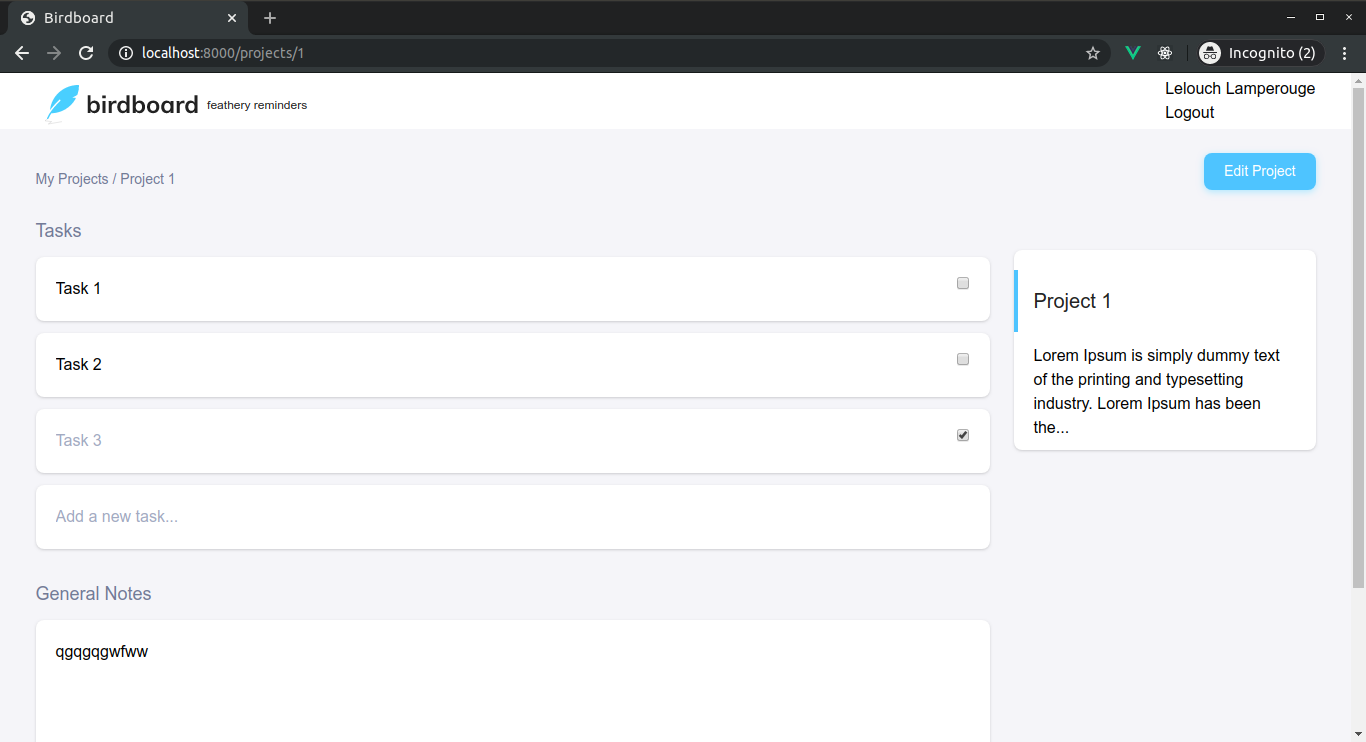 Birdboard
localhost:8000/projects/1
Incognito (2)
birdboard feathery reminders
Lelouch Lamperouge
Logout
My Projects / Project 1
Edit Project
Tasks
Task 1
Task 2
Task 3
Add a new task...
Project 1
Lorem Ipsum is simply dummy text
of the printing and typesetting
industry. Lorem Ipsum has been
the...
General Notes
qgqgqgwfww